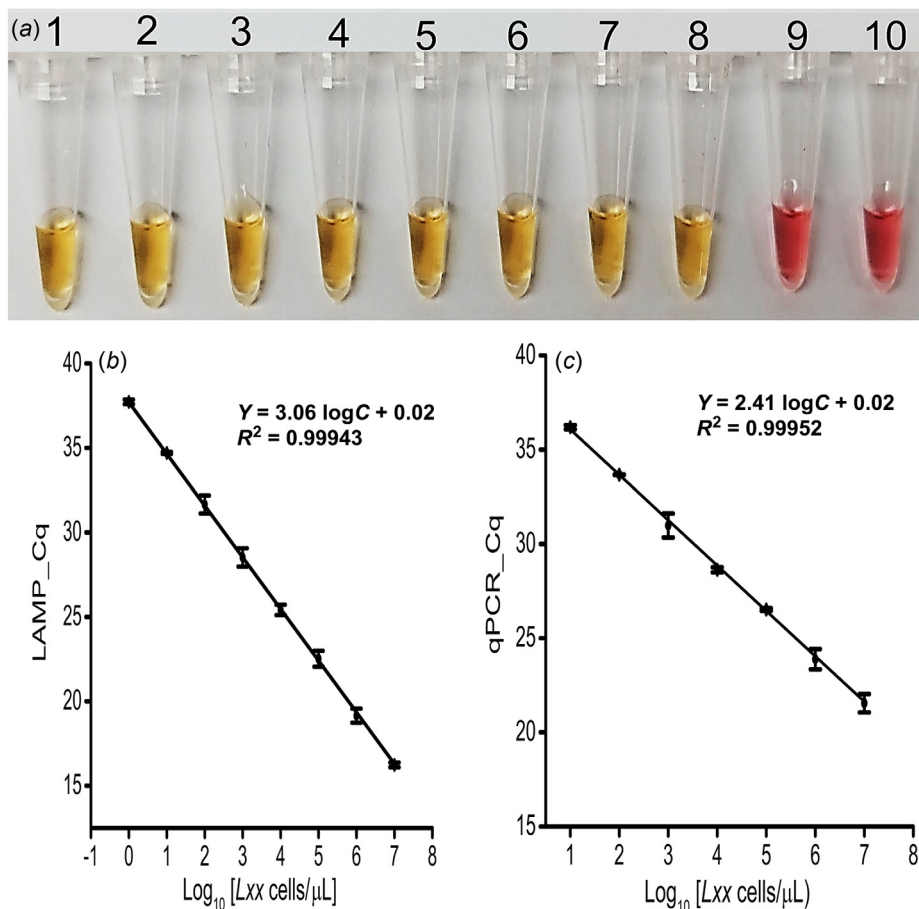 (a) 1 2 3 4 5 6 7 8 9 10
(b)
Y = 3.06 logC + 0.02
R² = 0.99943
40
35
30
25
20
15
LAMP_Cq
-1 0 1 2 3 4 5 6 7 8
Log₁₀ [Lxx cells/µL]
(c)
Y = 2.41 logC + 0.02
R² = 0.99952
40
35
30
25
20
15
qPCR_Cq
1 2 3 4 5 6 7 8
Log₁₀ [Lxx cells/µL)